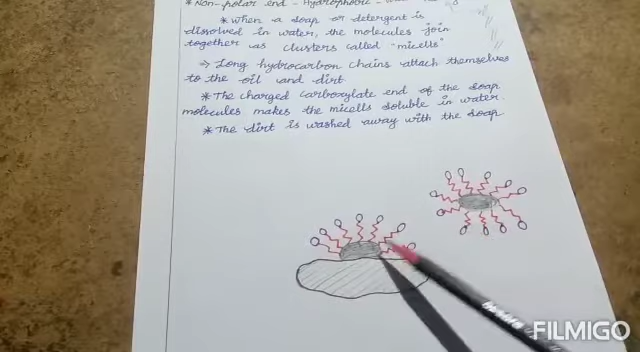 * Non-polar end - Hydrophobic -
* When a soap or detergent is
dissolved in water, the molecules join
together as clusters called "micells"
→ Long hydrocarbon chains attach themselves
to the oil and dirt
* The charged carboxylate end of the soap
molecules makes the micells soluble in water
* The dirt is washed away with the soap
FILMIGO